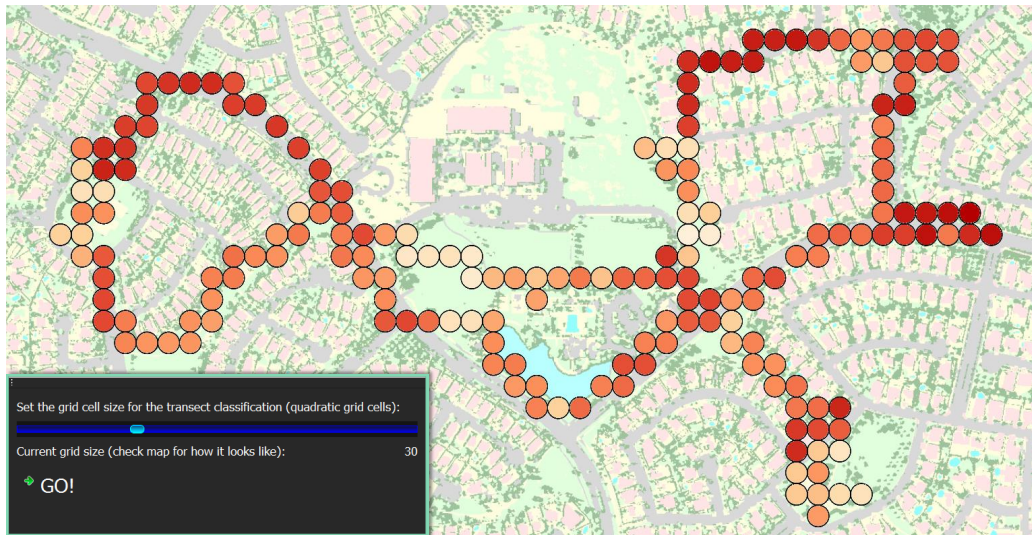 Set the grid cell size for the transect classification (quadratic grid cells):
Current grid size (check map for how it looks like): 30
GO!